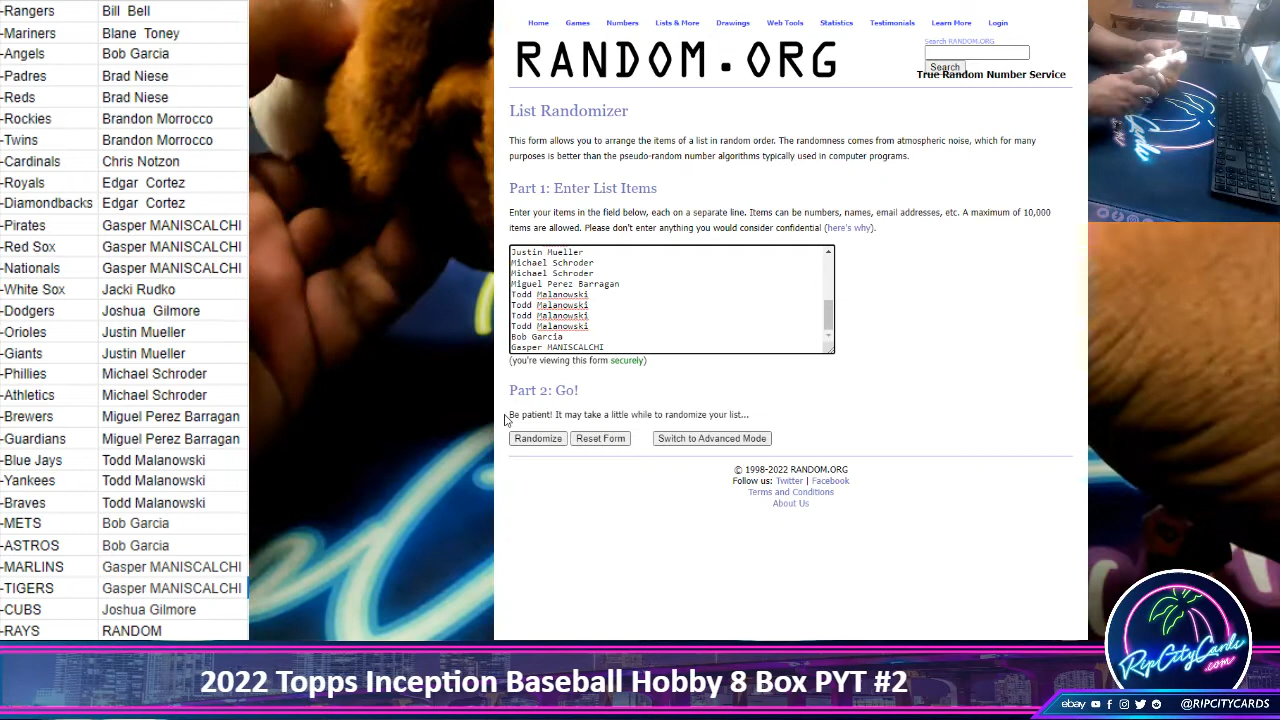 -Rangers Bill Bell
-Mariners Blane Toney
-Angels Bob Garcia
-Padres Brad Niese
-Reds Brad Niese
-Rockies Brandon Morrocco
-Twins Brandon Morrocco
-Cardinals Chris Notzon
-Royals Edgar Cortez
-Diamondbacks Edgar Cortez
-Pirates Gasper MANISCALCHI
-Red Sox Gasper MANISCALCHI
-Nationals Gasper MANISCALCHI
-White Sox Jacki Rudko
-Dodgers Joshua Gilmore
-Orioles Justin Mueller
-Giants Justin Mueller
-Phillies Michael Schroder
-Athletics Michael Schroder
-Brewers Miguel Perez Barragan
-Guardians Miguel Perez Barragan
-Blue Jays Todd Malanowski
-Yankees Todd Malanowski
-Braves Todd Malanowski
-METS Bob Garcia
-ASTROS Bob Garcia
-MARLINS Gasper MANISCALCHI
-TIGERS Gasper MANISCALCHI
-CUBS Joshua Gilmore
-RAYS RANDOM
Home Games Numbers Lists & More Drawings Web Tools Statistics Testimonials Learn More Login
RANDOM.ORG
Search RANDOM.ORG
Search
True Random Number Service
List Randomizer
This form allows you to arrange the items of a list in random order. The randomness comes from atmospheric noise, which for many
purposes is better than the pseudo-random number algorithms typically used in computer programs.
Part 1: Enter List Items
Enter your items in the field below, each on a separate line. Items can be numbers, names, email addresses, etc. A maximum of 10,000
items are allowed. Please don't enter anything you would consider confidential (here's why).
Justin Mueller
Michael Schroder
Michael Schroder
Miguel Perez Barragan
Todd Malanowski
Todd Malanowski
Todd Malanowski
Todd Malanowski
Bob Garcia
Gasper MANISCALCHI
(you're viewing this form securely)
Part 2: Go!
Be patient! It may take a little while to randomize your list...
Randomize Reset Form Switch to Advanced Mode
© 1998-2022 RANDOM.ORG
Follow us: Twitter | Facebook
Terms and Conditions
About Us
Cards
RipCityCards
.com
2022 Topps Inception Baseball Hobby 8 Box PYT #2
ebay @RIPCITYCARDS